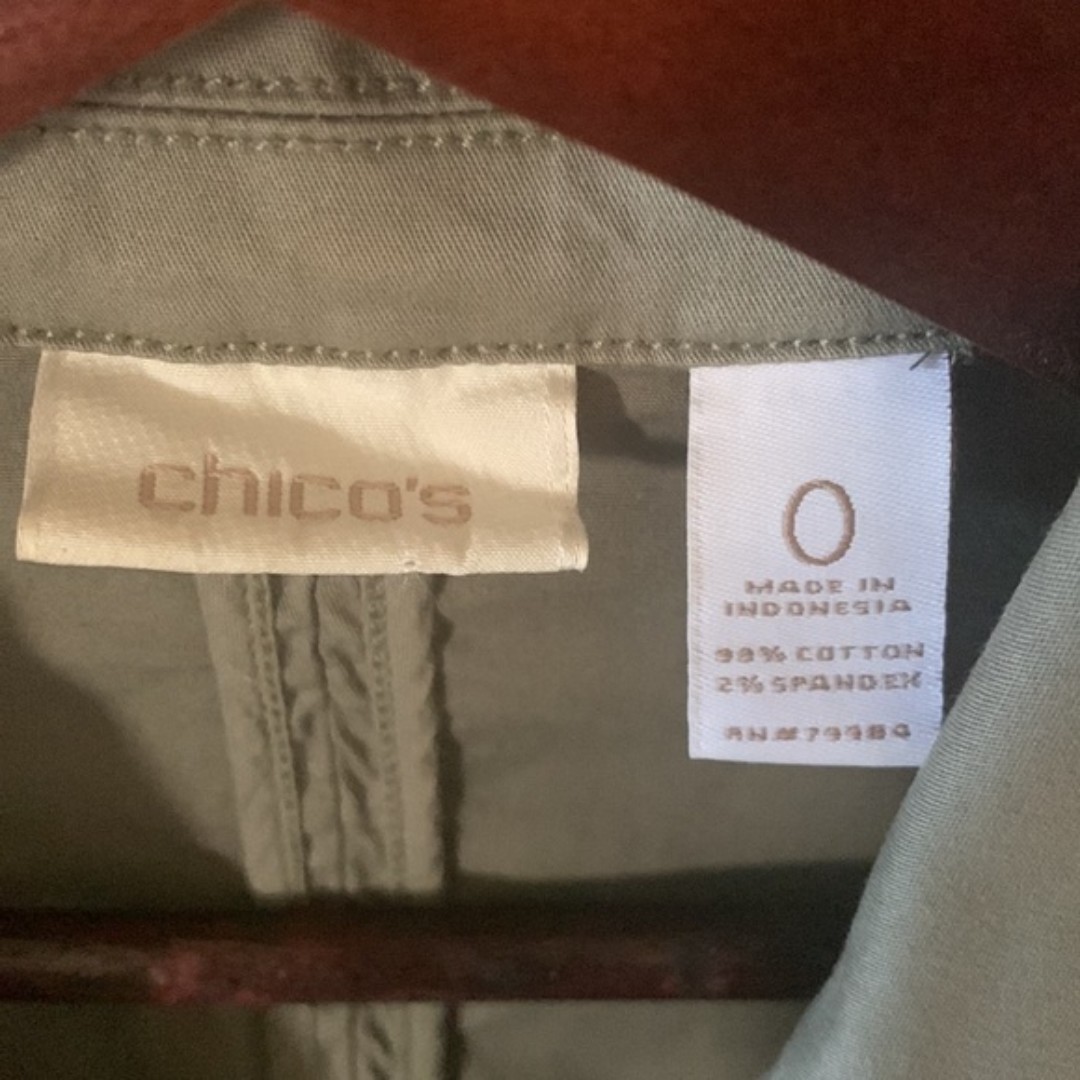 chico's
0
MADE IN
INDONESIA
98% COTTON
2% SPANDEX
RN#79984